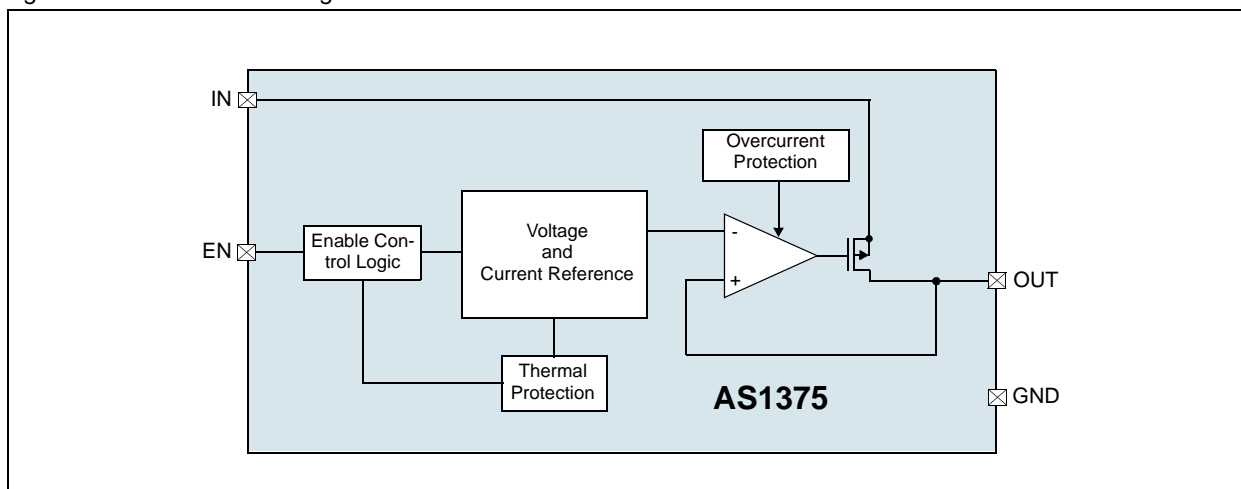 IN
Overcurrent
Protection
EN
Enable Con-
trol Logic
Voltage
and
Current Reference
-
+
OUT
Thermal
Protection
AS1375
GND